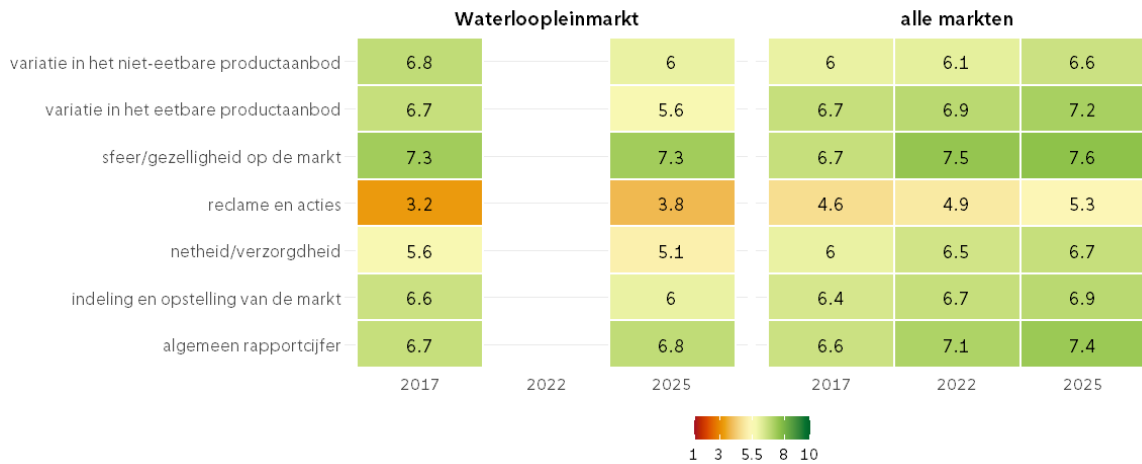 Waterloopleinmarkt alle markten
variatie in het niet-eetbare productaanbod 6.8 6 6 6.1 6.6
variatie in het eetbare productaanbod 6.7 5.6 6.7 6.9 7.2
sfeer/gezelligheid op de markt 7.3 7.3 6.7 7.5 7.6
reclame en acties 3.2 3.8 4.6 4.9 5.3
netheid/verzorgdheid 5.6 5.1 6 6.5 6.7
indeling en opstelling van de markt 6.6 6 6.4 6.7 6.9
algemeen rapportcijfer 6.7 6.8 6.6 7.1 7.4
2017 2022 2025 2017 2022 2025
1 3 5.5 8 10